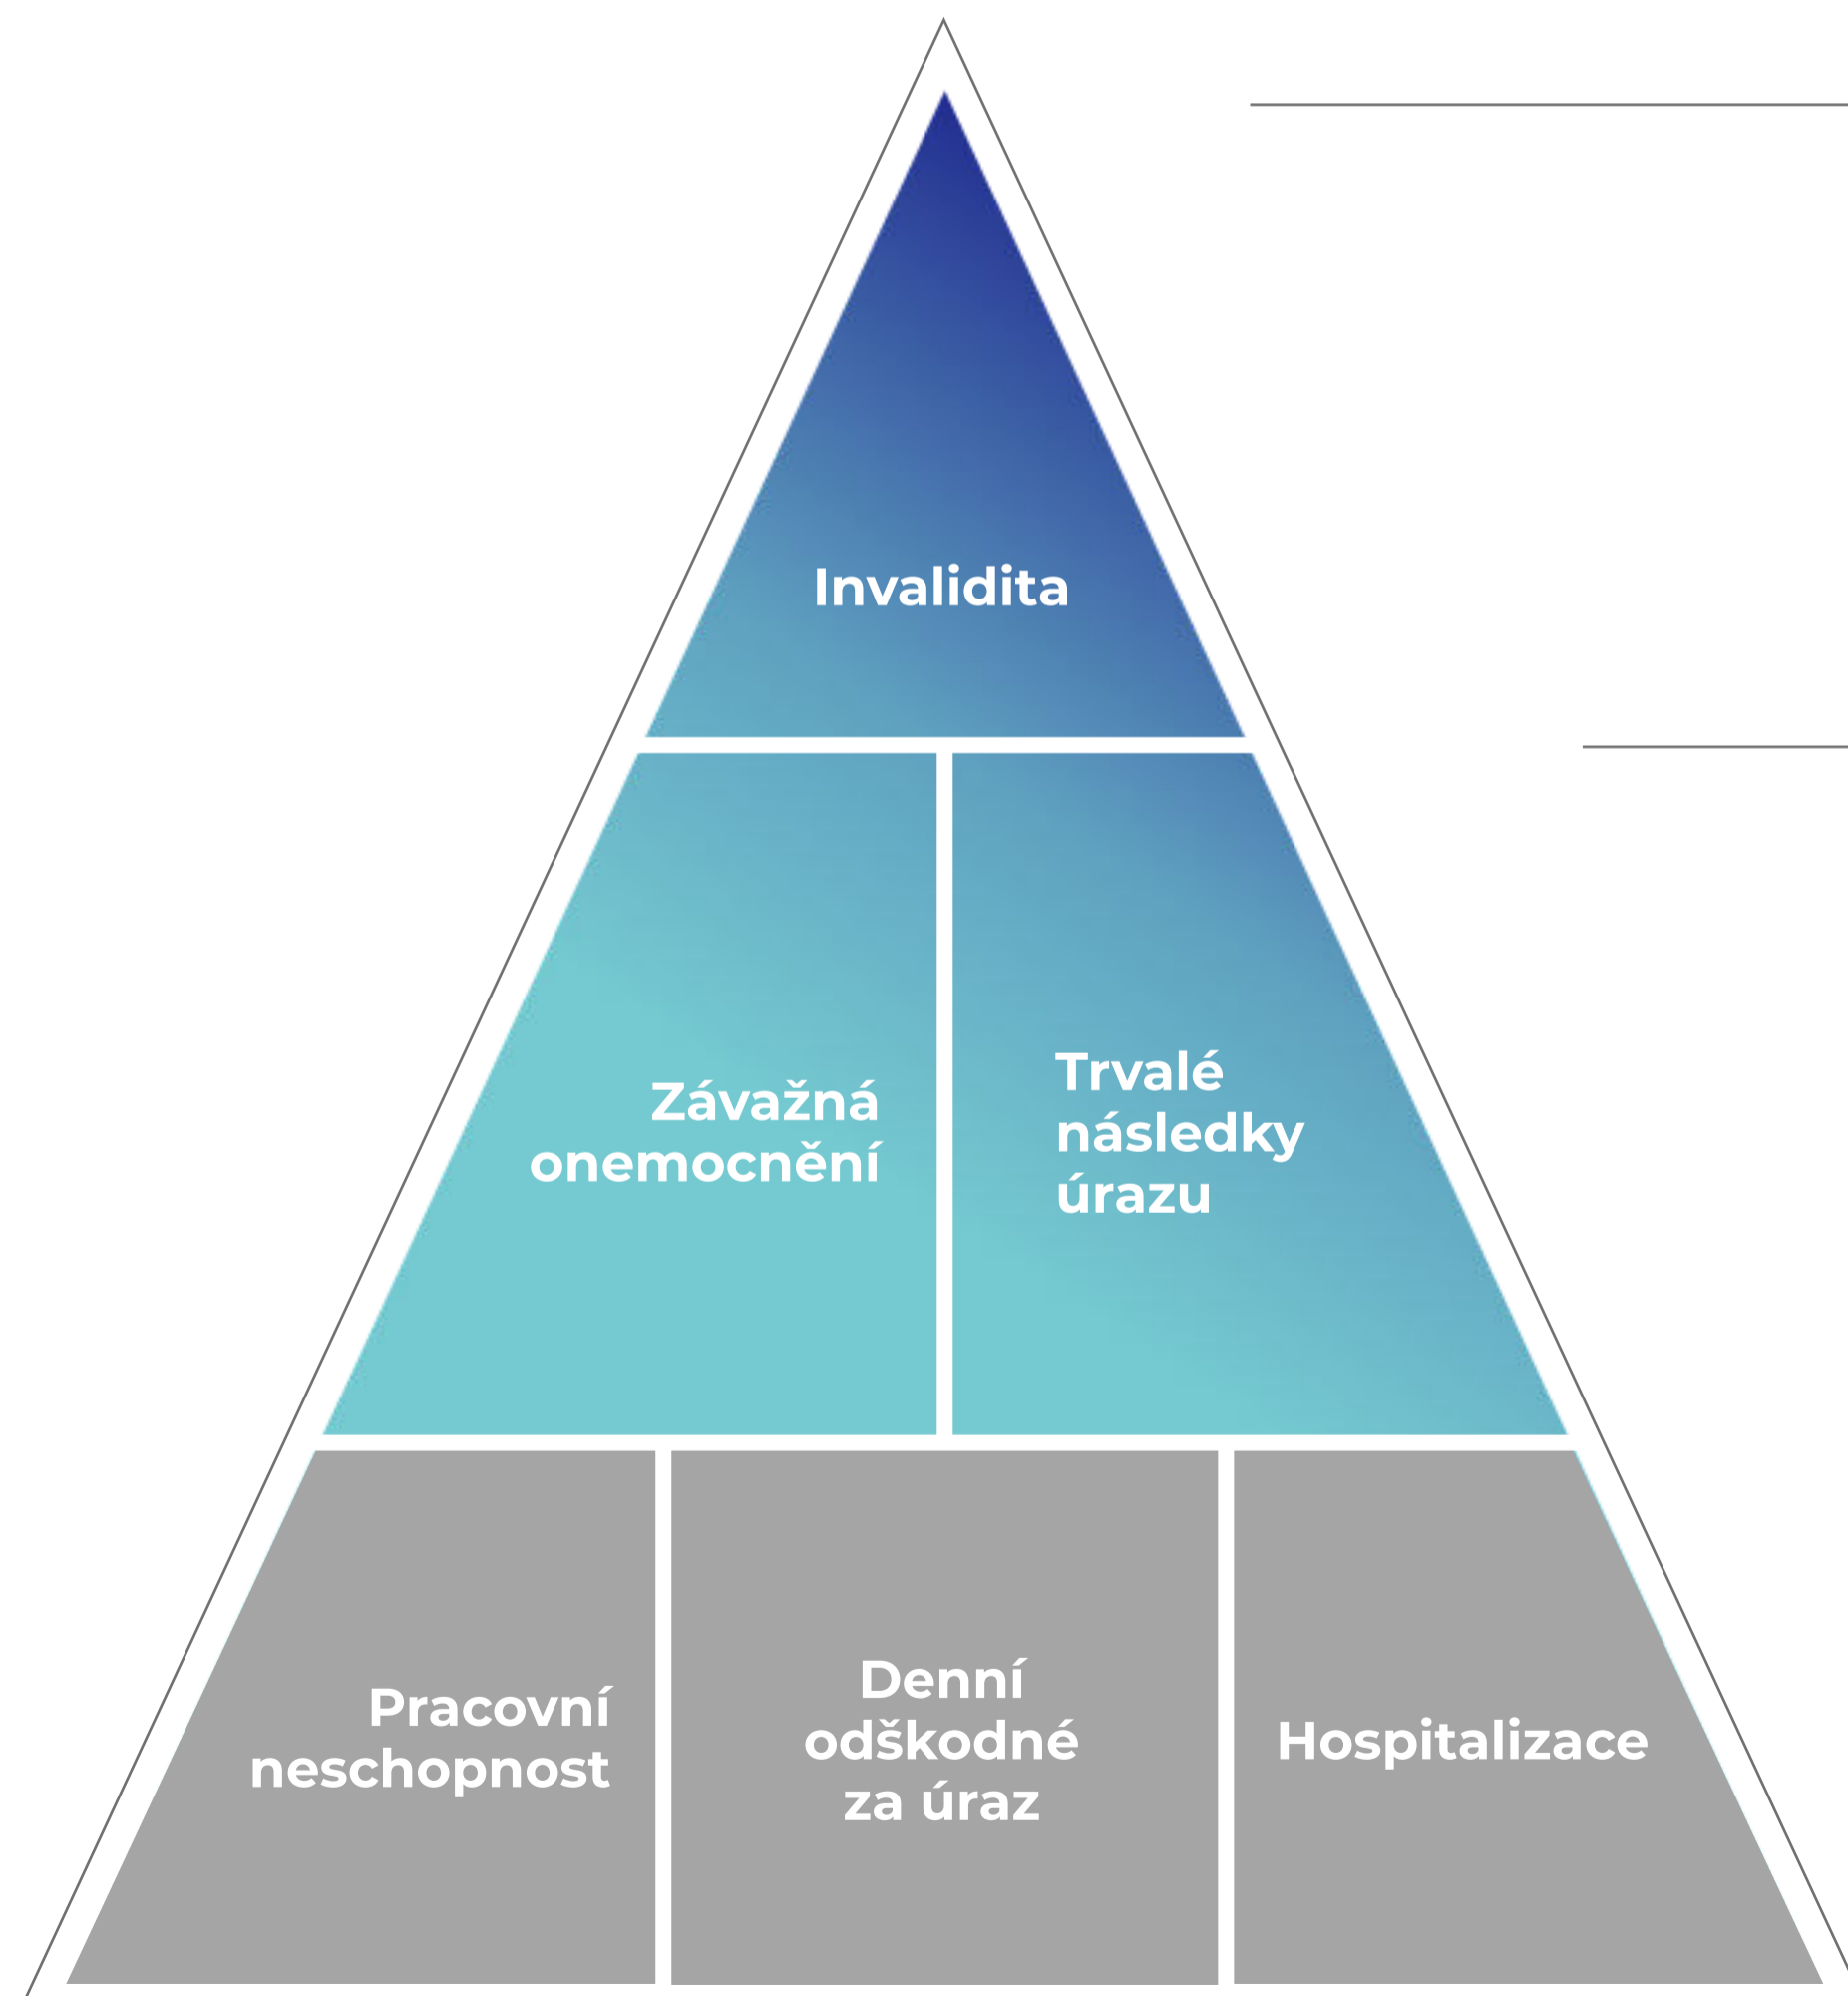 Invalidita
Závažná
onemocnění
Trvalé
následky
úrazu
Pracovní
neschopnost
Denní
odškodné
za úraz
Hospitalizace